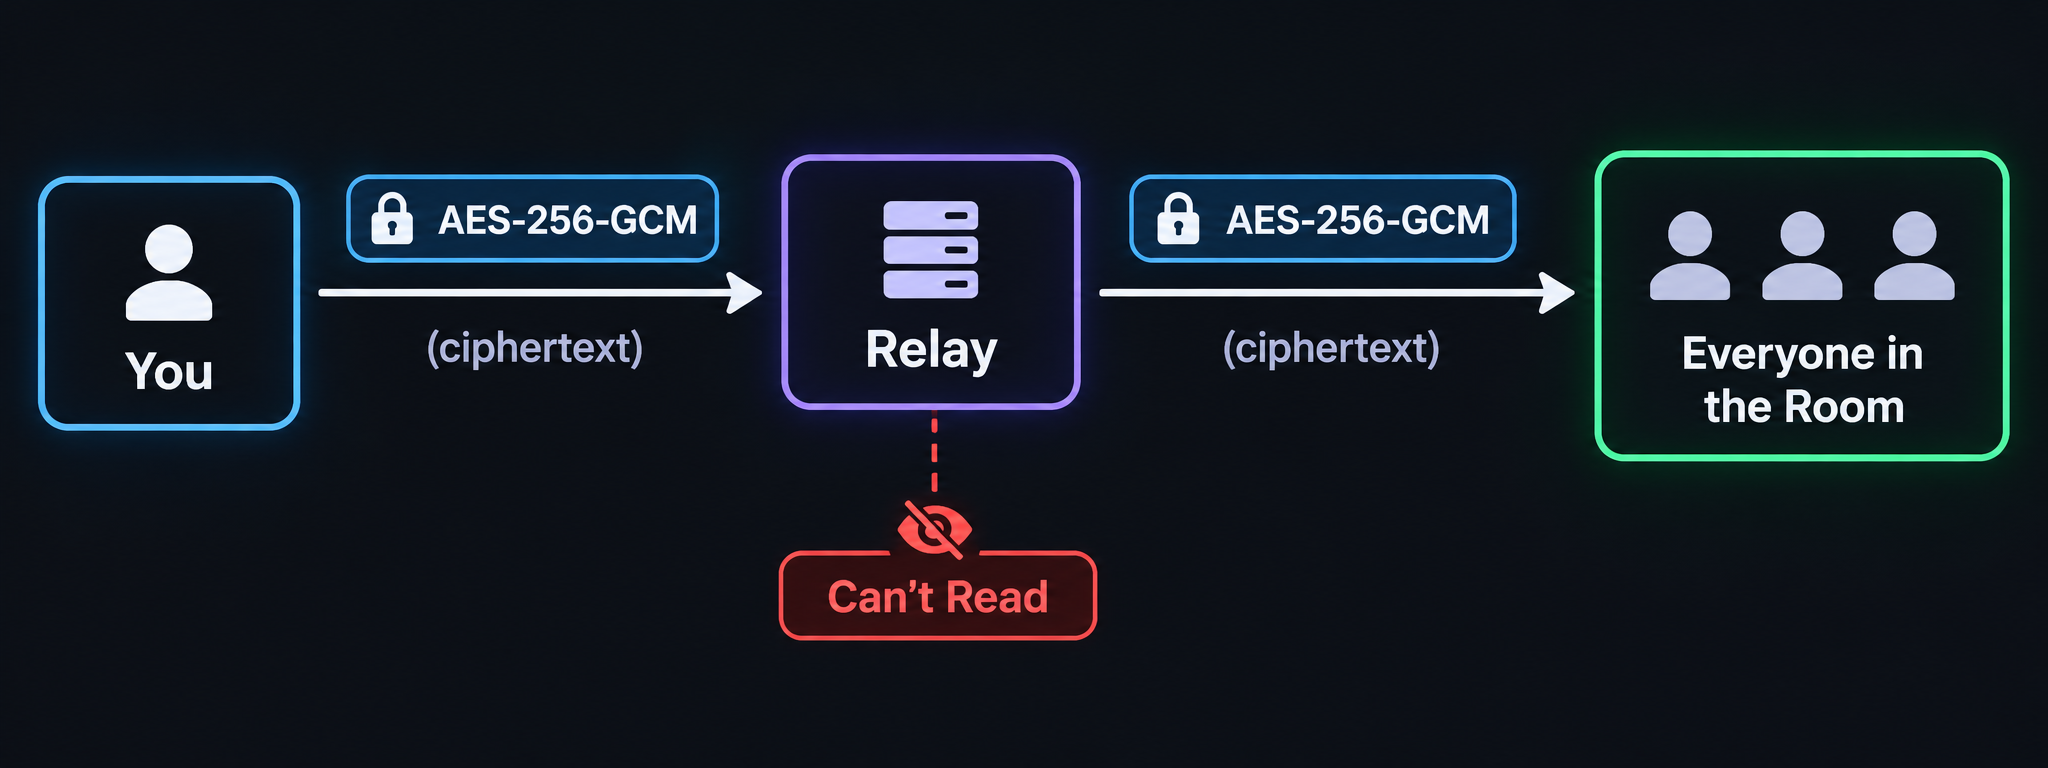 You
AES-256-GCM
(ciphertext)
Relay
Can't Read
AES-256-GCM
(ciphertext)
Everyone in
the Room